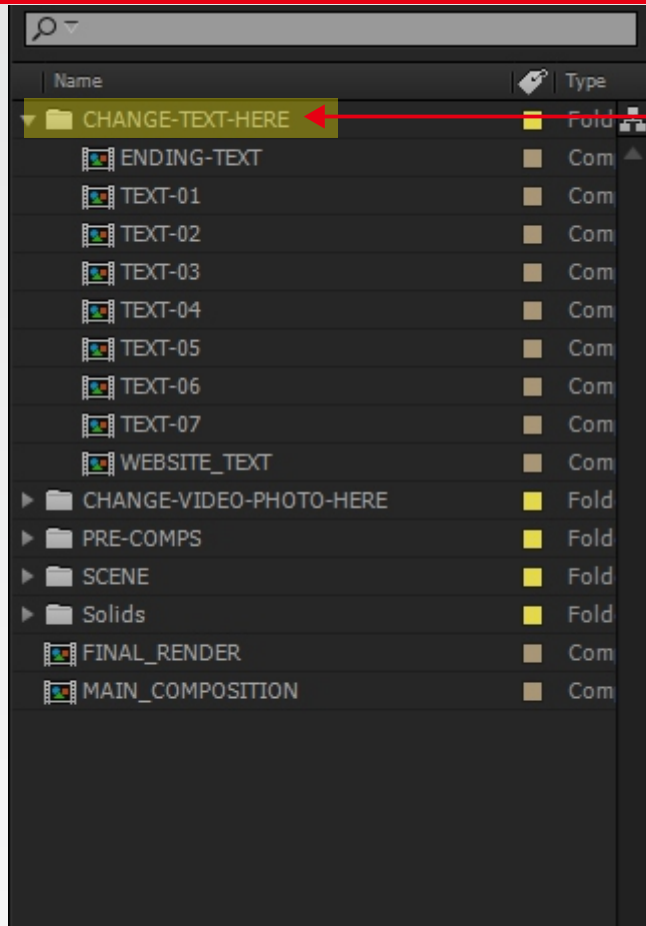 Name Type
CHANGE-TEXT-HERE Fold
ENDING-TEXT Com
TEXT-01 Com
TEXT-02 Com
TEXT-03 Com
TEXT-04 Com
TEXT-05 Com
TEXT-06 Com
TEXT-07 Com
WEBSITE_TEXT Com
CHANGE-VIDEO-PHOTO-HERE Fold
PRE-COMPS Fold
SCENE Fold
Solids Fold
FINAL_RENDER Com
MAIN_COMPOSITION Com